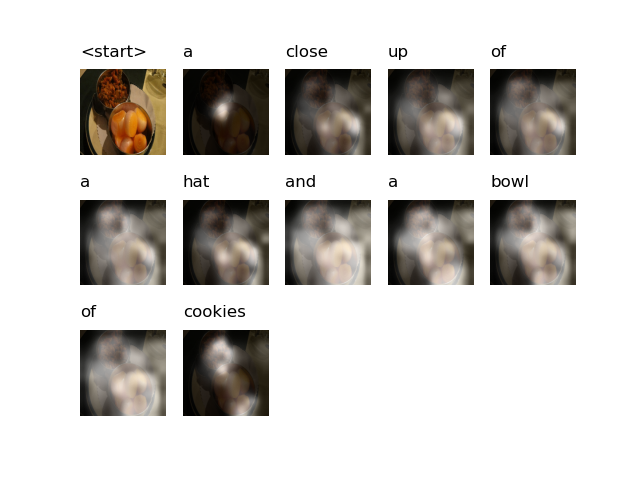 <start> a close up of
a hat and a bowl
of cookies